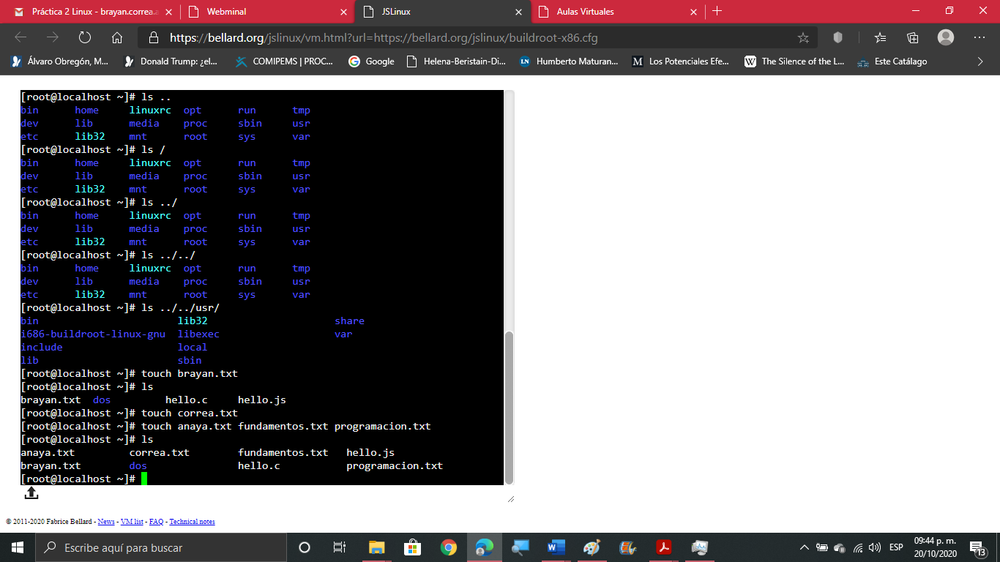 Práctica 2 Linux - brayan.correa.a
Webminal
JSLinux
Aulas Virtuales
https://bellard.org/jslinux/vm.html?url=https://bellard.org/jslinux/buildroot-x86.cfg
Álvaro Obregón, M...
Donald Trump: ¿el...
COMIPEMS | PROC...
Google
Helena-Beristain-Di...
LN Humberto Maturan...
M Los Potenciales Efe...
W The Silence of the L...
Este Catálago
[root@localhost ~]# ls ..
bin home linuxrc opt run tmp
dev lib media proc sbin usr
etc lib32 mnt root sys var
[root@localhost ~]# ls /
bin home linuxrc opt run tmp
dev lib media proc sbin usr
etc lib32 mnt root sys var
[root@localhost ~]# ls ../
bin home linuxrc opt run tmp
dev lib media proc sbin usr
etc lib32 mnt root sys var
[root@localhost ~]# ls ../../
bin home linuxrc opt run tmp
dev lib media proc sbin usr
etc lib32 mnt root sys var
[root@localhost ~]# ls ../../usr/
bin lib32 share
i686-buildroot-linux-gnu libexec var
include local
lib sbin
[root@localhost ~]# touch brayan.txt
[root@localhost ~]# ls
brayan.txt dos hello.c hello.js
[root@localhost ~]# touch correa.txt
[root@localhost ~]# touch anaya.txt fundamentos.txt programacion.txt
[root@localhost ~]# ls
anaya.txt correa.txt fundamentos.txt hello.js
brayan.txt dos hello.c programacion.txt
[root@localhost ~]#
© 2011-2020 Fabrice Bellard - News - VM list - FAQ - Technical notes
Escribe aquí para buscar
ESP
09:44 p. m.
20/10/2020
13